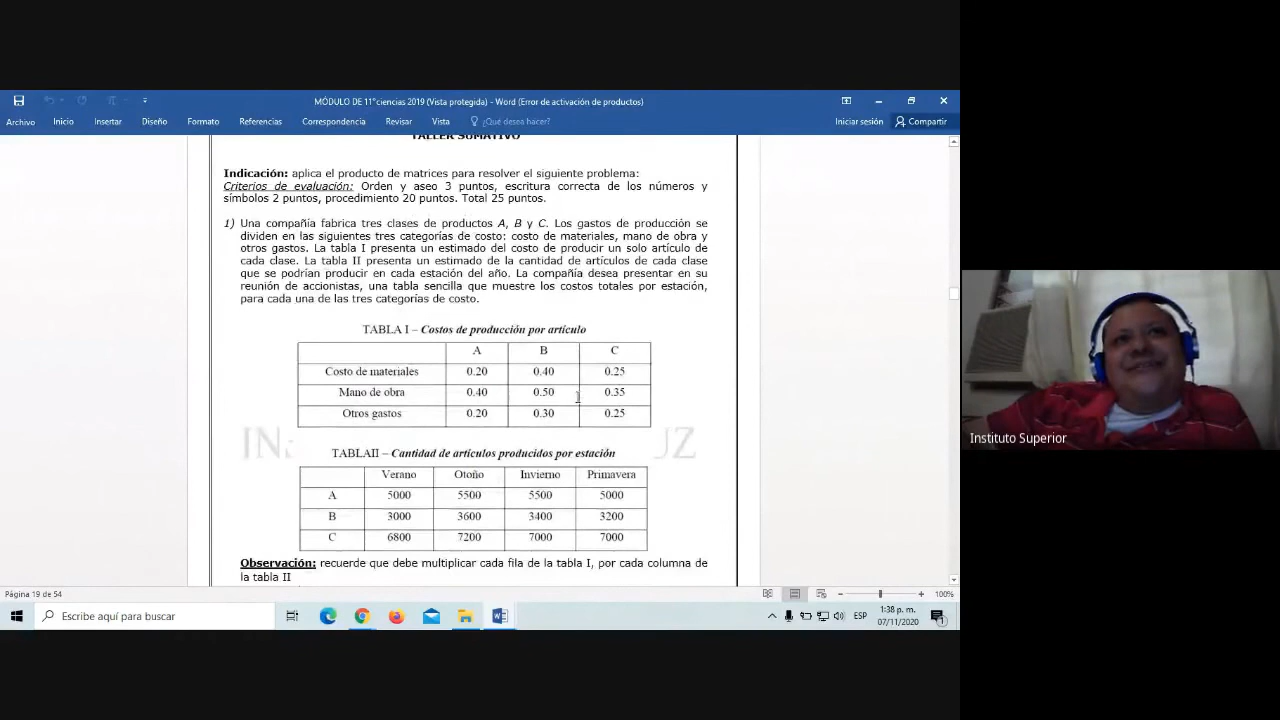 MÓDULO DE 11°ciencias 2019 (Vista protegida) - Word (Error de activación de productos)
Archivo Inicio Insertar Diseño Formato Referencias Correspondencia Revisar Vista ¿Qué desea hacer? Iniciar sesión Compartir
TALLER SUMATIVO
Indicación: aplica el producto de matrices para resolver el siguiente problema:
Criterios de evaluación: Orden y aseo 3 puntos, escritura correcta de los números y
símbolos 2 puntos, procedimiento 20 puntos. Total 25 puntos.
1) Una compañía fabrica tres clases de productos A, B y C. Los gastos de producción se
dividen en las siguientes tres categorías de costo: costo de materiales, mano de obra y
otros gastos. La tabla I presenta un estimado del costo de producir un solo artículo de
cada clase. La tabla II presenta un estimado de la cantidad de artículos de cada clase
que se podrían producir en cada estación del año. La compañía desea presentar en su
reunión de accionistas, una tabla sencilla que muestre los costos totales por estación,
para cada una de las tres categorías de costo.
TABLA I – Costos de producción por artículo
A B C
Costo de materiales 0.20 0.40 0.25
Mano de obra 0.40 0.50 0.35
Otros gastos 0.20 0.30 0.25
TABLAII – Cantidad de artículos producidos por estación
Verano Otoño Invierno Primavera
A 5000 5500 5500 5000
B 3000 3600 3400 3200
C 6800 7200 7000 7000
Observación: recuerde que debe multiplicar cada fila de la tabla I, por cada columna de
la tabla II
Página 19 de 54 100%
Escribe aquí para buscar ESP 1:38 p. m.
07/11/2020
Instituto Superior